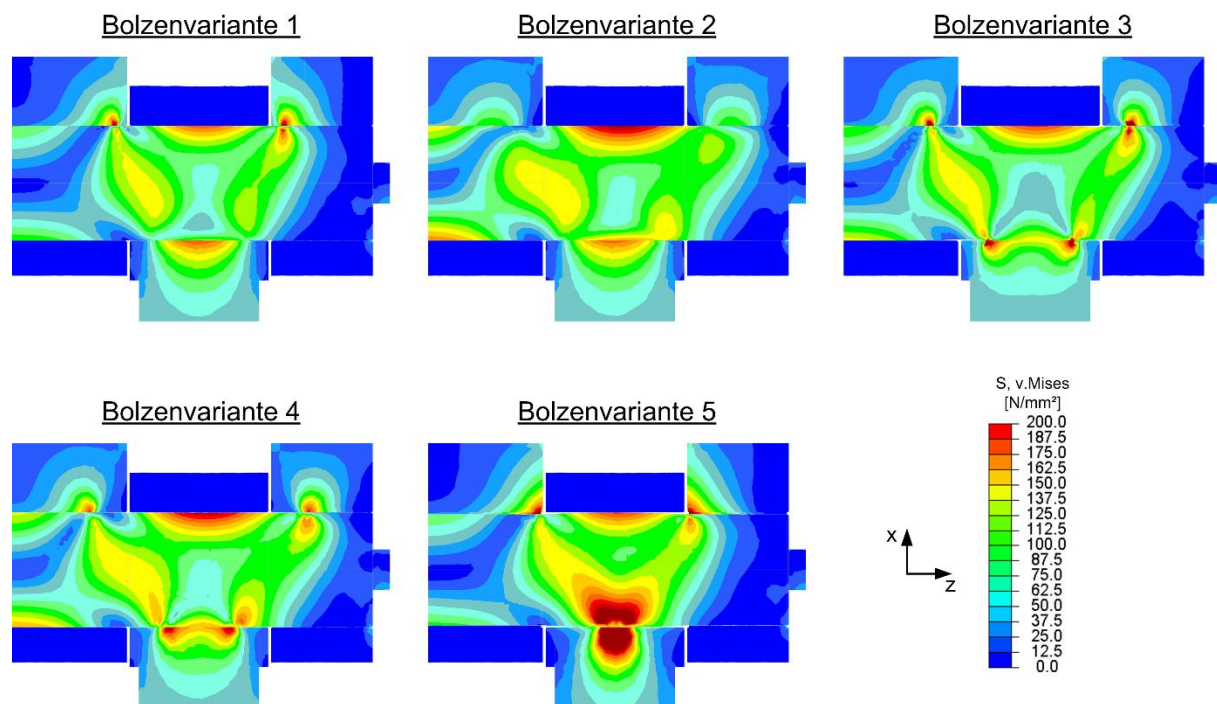 Bolzenvariante 1
Bolzenvariante 2
Bolzenvariante 3
Bolzenvariante 4
Bolzenvariante 5
S, v.Mises
[N/mm²]
200.0
187.5
175.0
162.5
150.0
137.5
125.0
112.5
100.0
87.5
75.0
62.5
50.0
37.5
25.0
12.5
0.0
x
z